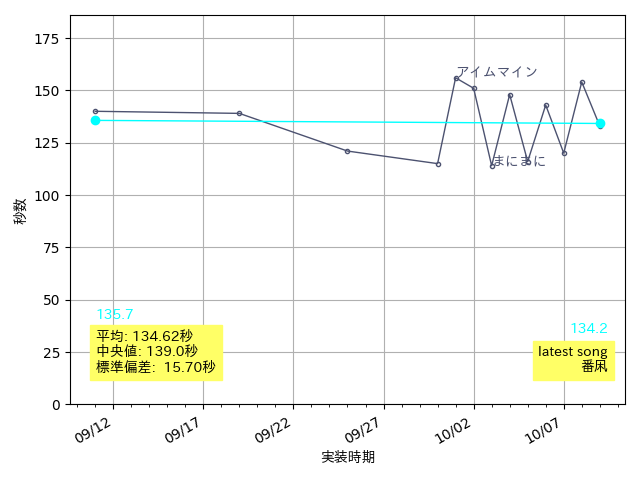 175
150
125
100
75
50
25
0
秒数
アイムマイン
まにまに
135.7
平均: 134.62秒
中央値: 139.0秒
標準偏差: 15.70秒
134.2
latest song
番凩
09/12
09/17
09/22
09/27
10/02
10/07
実装時期